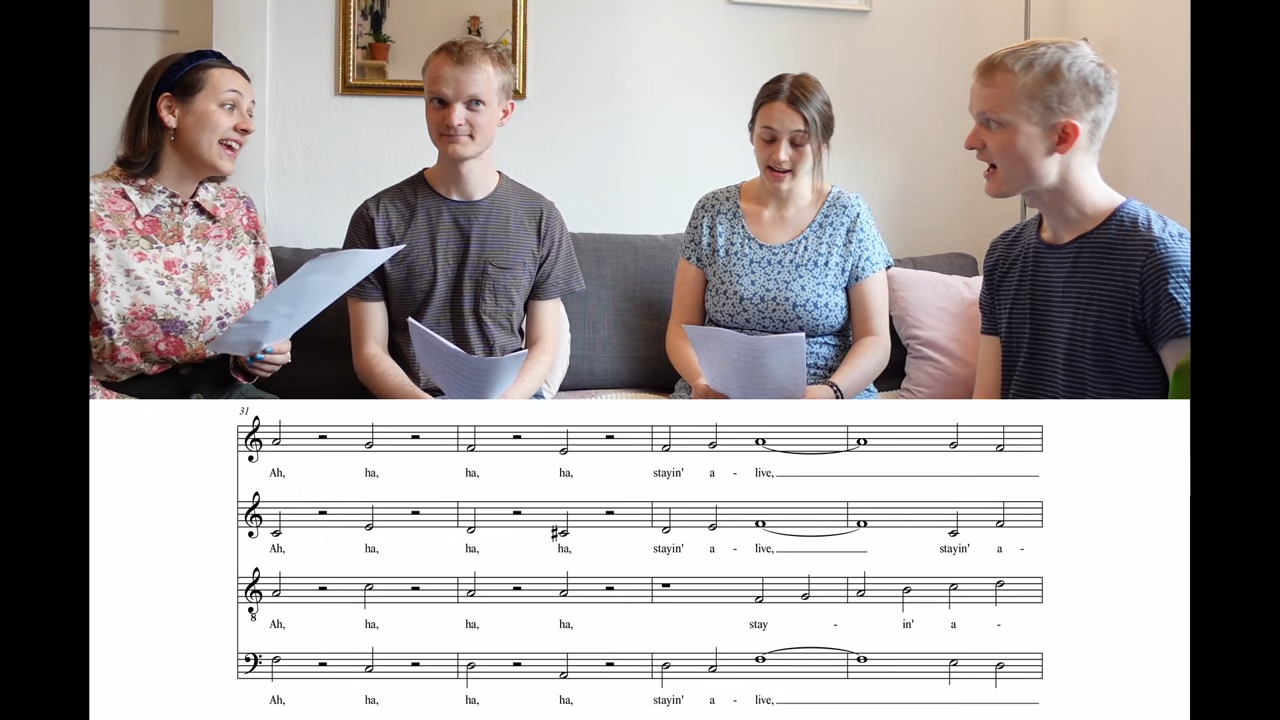 31
Ah, ha, ha, ha, stayin' a - live,
Ah, ha, ha, ha, stayin' a - live, stayin' a -
8
Ah, ha, ha, ha, stay - in' a -
Ah, ha, ha, ha, stayin' a - live,